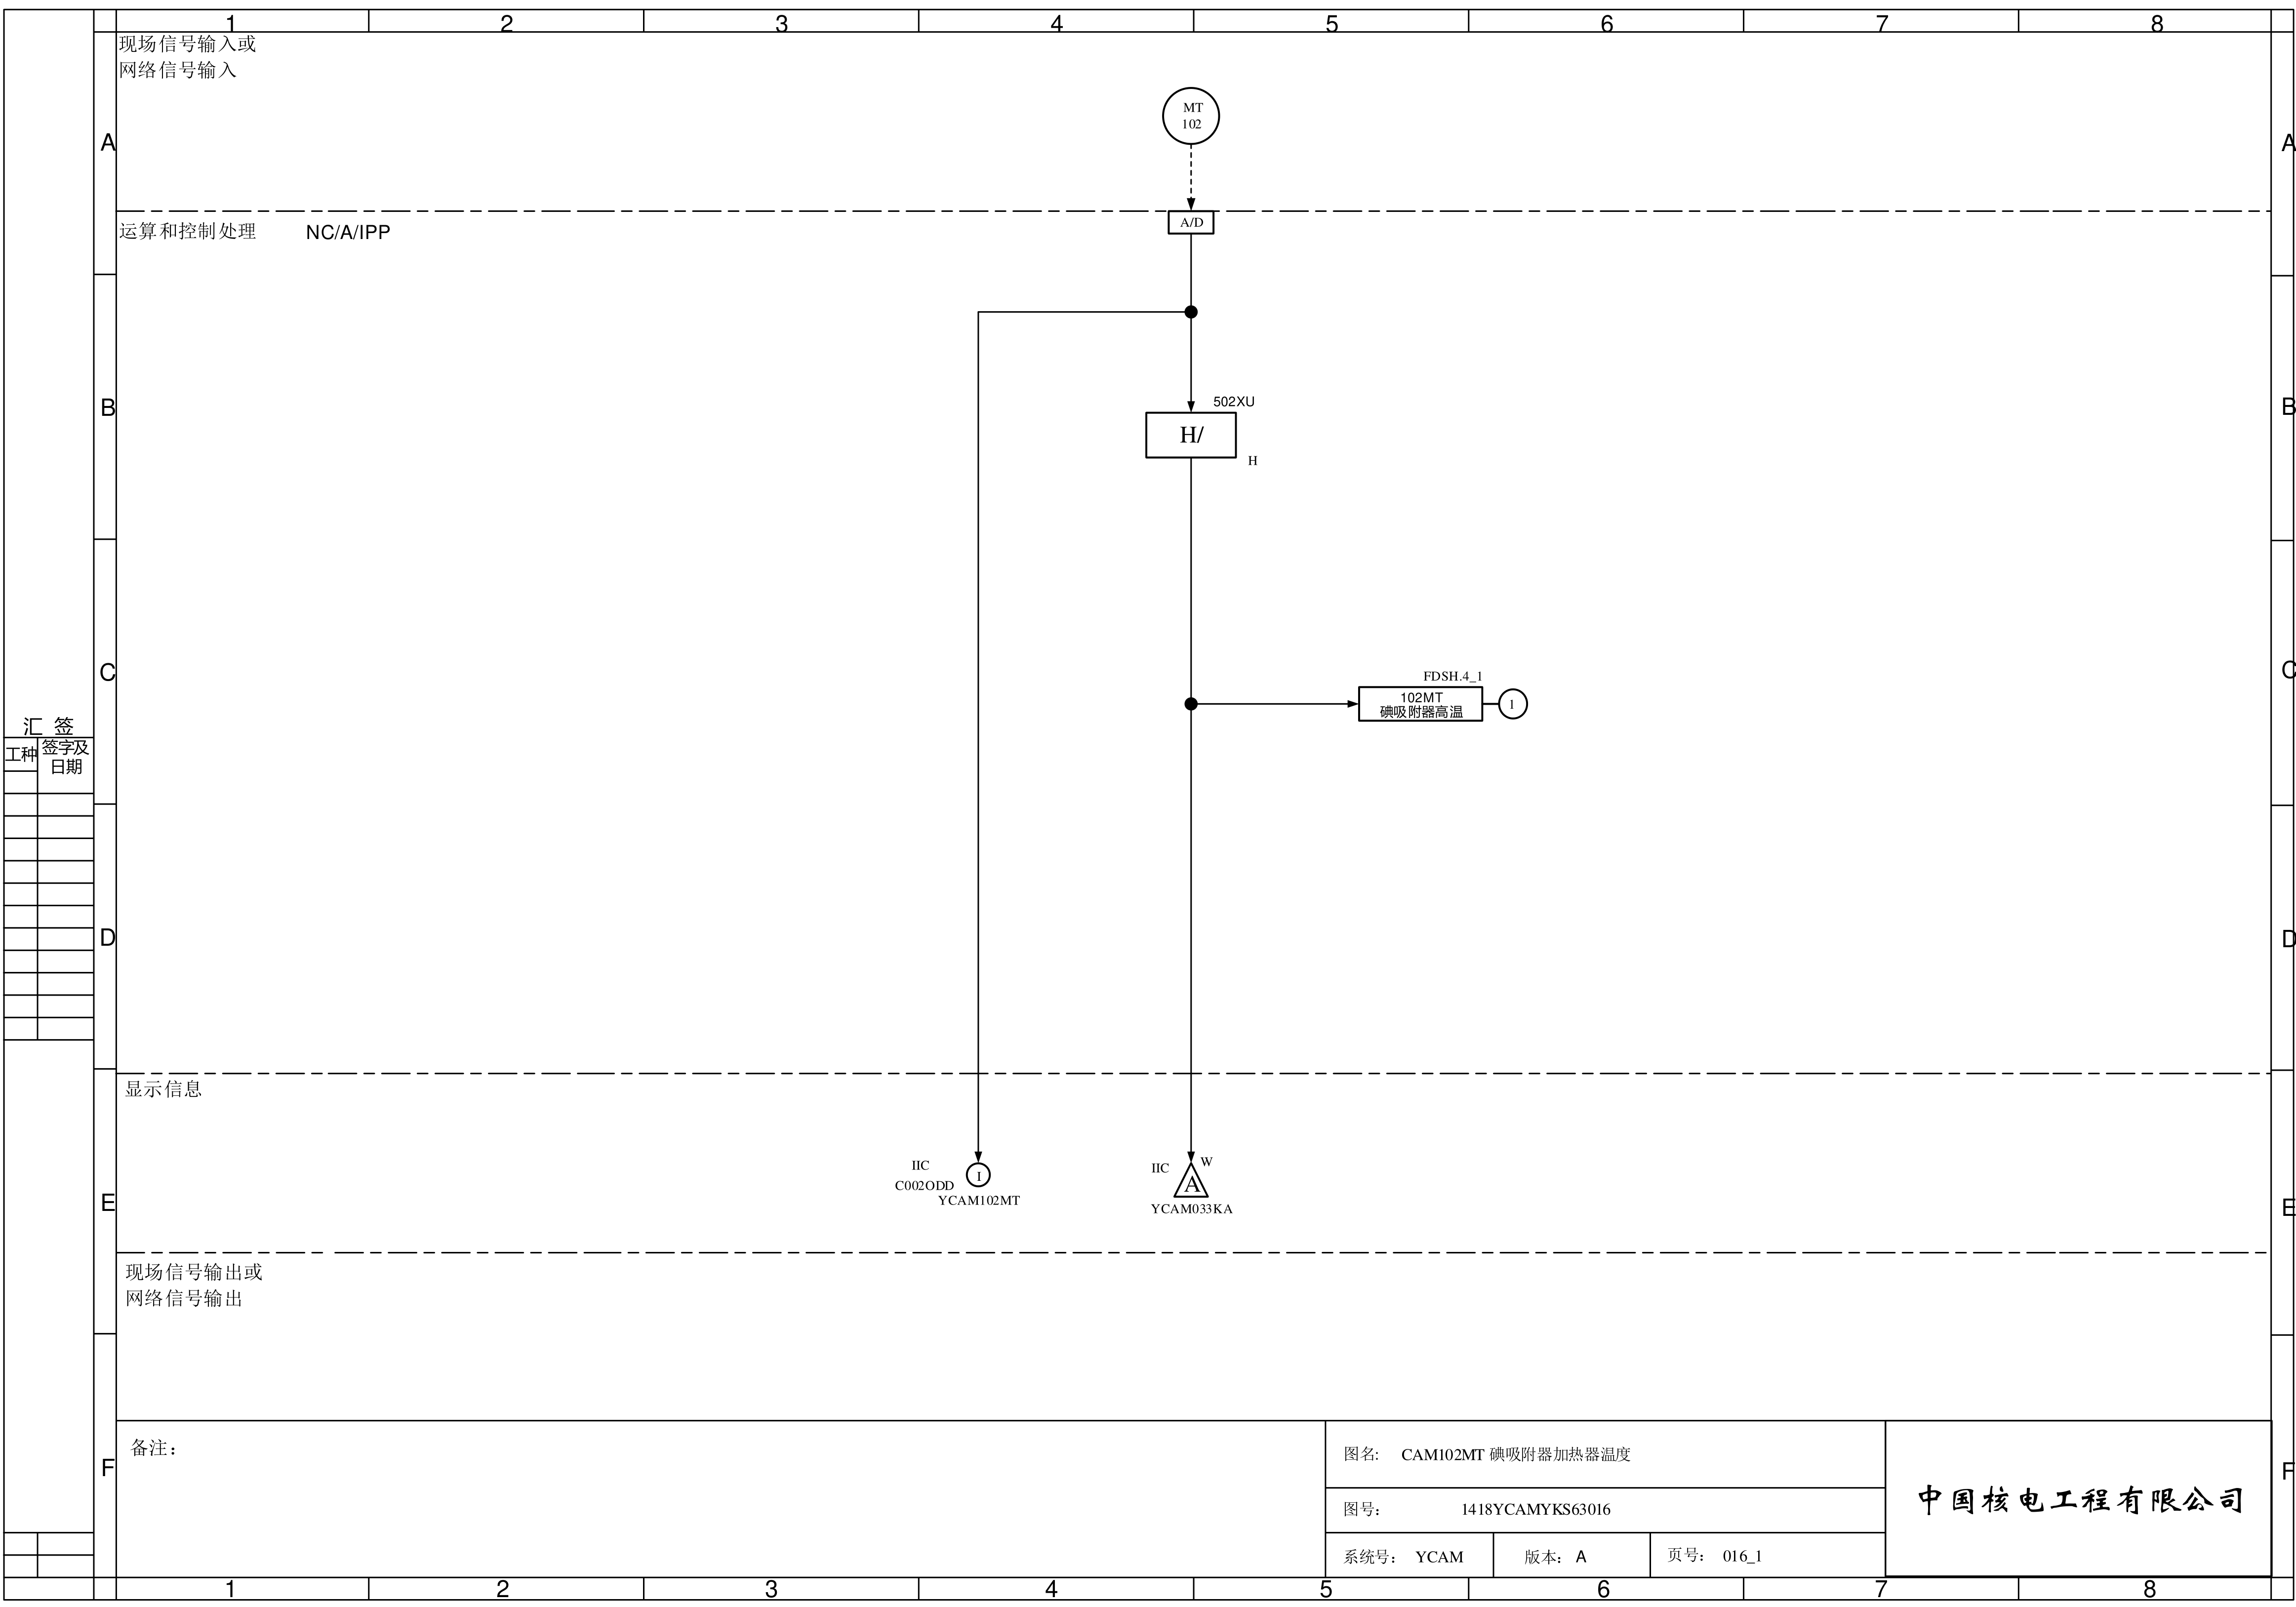 1 2 3 4 5 6 7 8
现场信号输入或
网络信号输入
MT
102
A A
A/D
运算和控制处理 NC/A/IPP
502XU
B B
H/
H
C C
FDSH.4_1
102MT
碘吸附器高温
1
汇 签
工种
签字及
日期
D D
显示信息
IIC
C002ODD
I
YCAM102MT
IIC
W
A
YCAM033KA
E E
现场信号输出或
网络信号输出
备注：
F F
图名: CAM102MT 碘吸附器加热器温度
图号： 1418YCAMYKS63016
系统号： YCAM 版本： A 页号： 016_1
中国核电工程有限公司
1 2 3 4 5 6 7 8